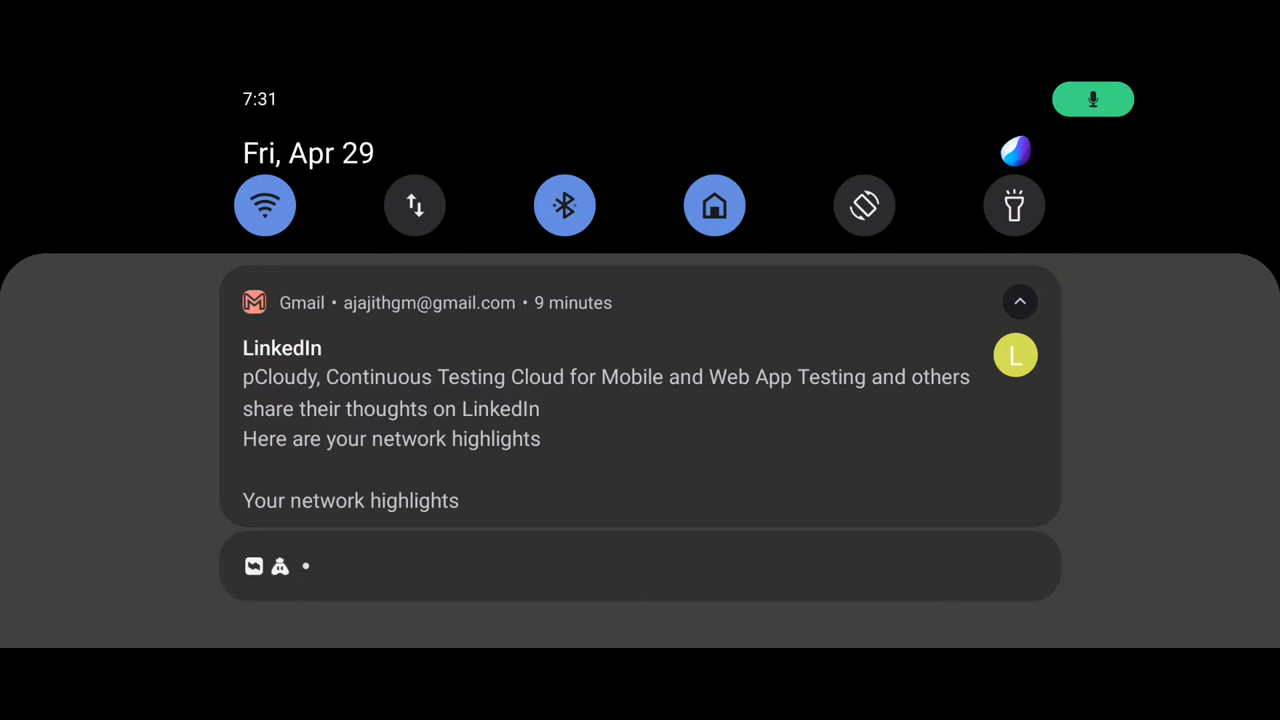 7:31
Fri, Apr 29
Gmail • ajajithgm@gmail.com • 9 minutes
LinkedIn
L
pCloudy, Continuous Testing Cloud for Mobile and Web App Testing and others
share their thoughts on LinkedIn
Here are your network highlights
Your network highlights